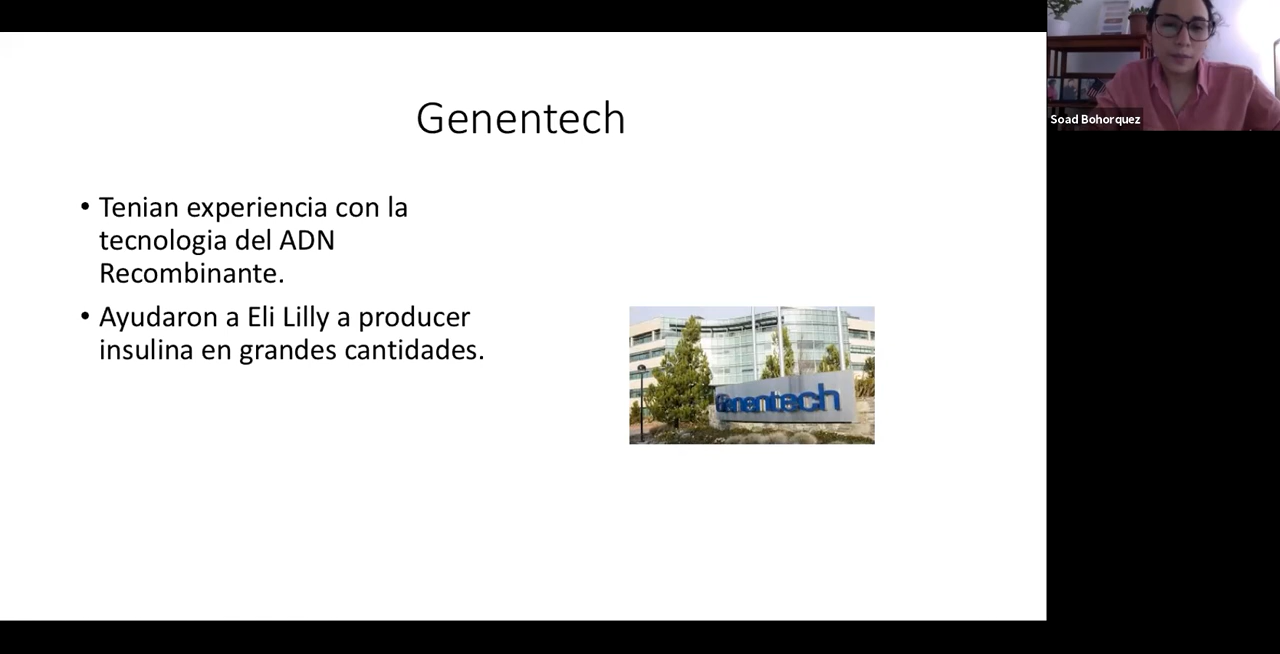 Genentech
• Tenian experiencia con la
tecnologia del ADN
Recombinante.
• Ayudaron a Eli Lilly a producer
insulina en grandes cantidades.
Genentech
Soad Bohorquez